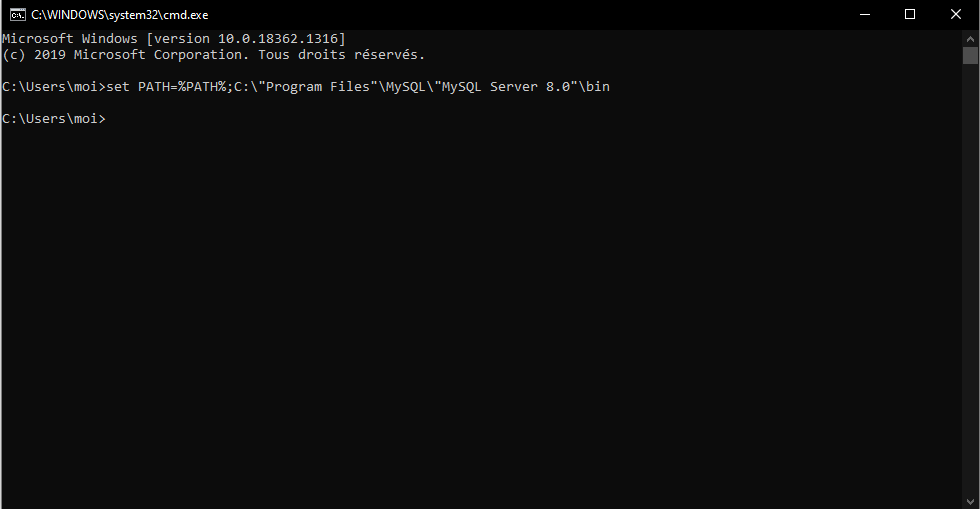 C:\WINDOWS\system32\cmd.exe
Microsoft Windows [version 10.0.18362.1316]
(c) 2019 Microsoft Corporation. Tous droits réservés.
C:\Users\moi>set PATH=%PATH%;C:\"Program Files"\MySQL\"MySQL Server 8.0"\bin
C:\Users\moi>